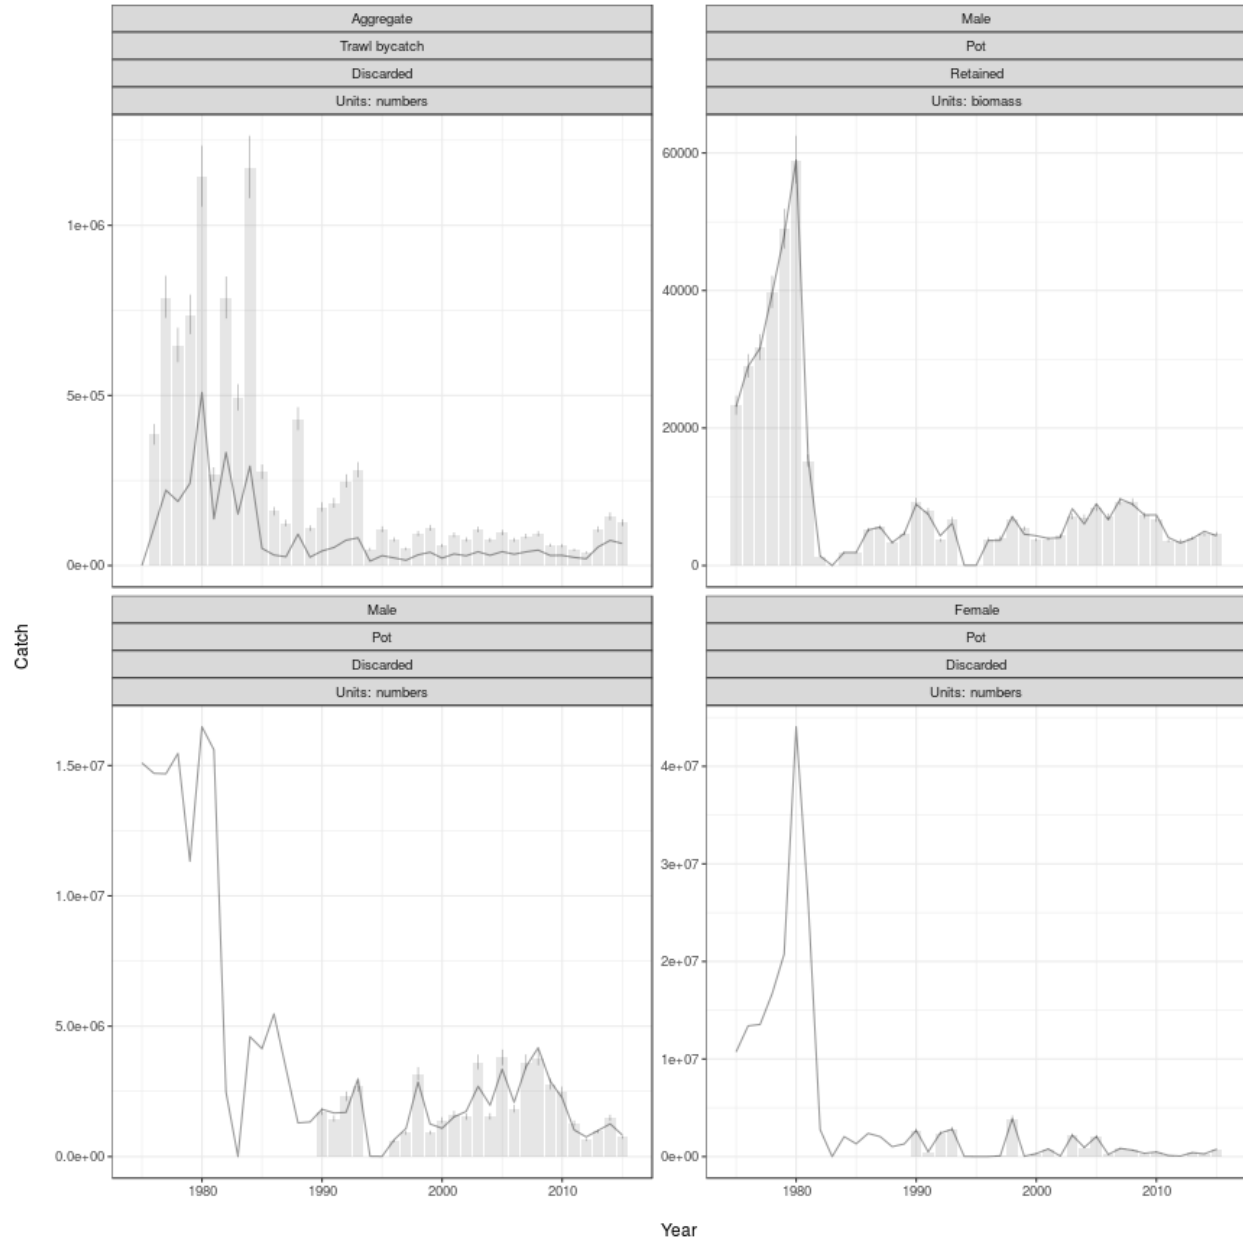 Aggregate
Trawl bycatch
Discarded
Units: numbers
1e+06
5e+05
0e+00
Male
Pot
Retained
Units: biomass
60000
40000
20000
0
Male
Pot
Discarded
Units: numbers
1.5e+07
1.0e+07
5.0e+06
0.0e+00
1980 1990 2000 2010
Female
Pot
Discarded
Units: numbers
4e+07
3e+07
2e+07
1e+07
0e+00
1980 1990 2000 2010
Catch
Year